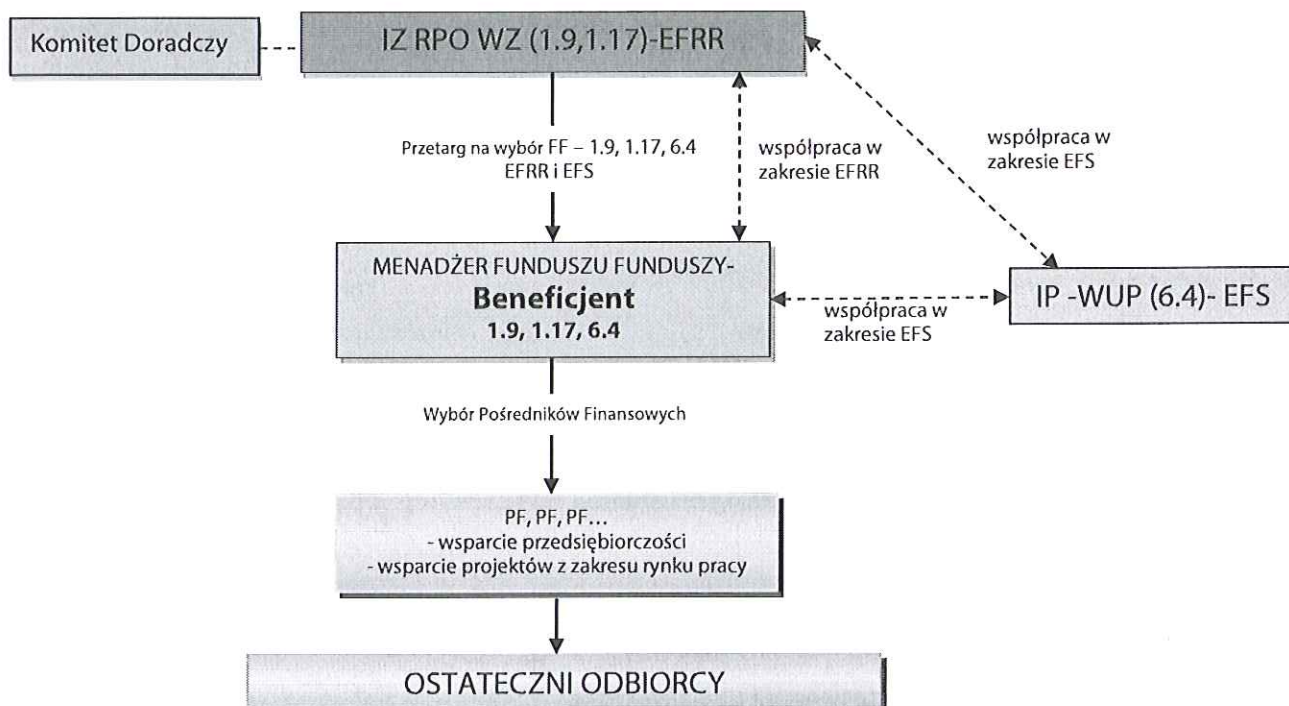 Komitet Doradczy
IZ RPO WZ (1.9,1.17)-EFRR
Przetarg na wybór FF – 1.9, 1.17, 6.4
EFRR i EFS
współpraca w
zakresie EFRR
współpraca w
zakresie EFS
MENADŻER FUNDUSZU FUNDUSZY-
Beneficjent
1.9, 1.17, 6.4
współpraca w
zakresie EFS
IP -WUP (6.4)- EFS
Wybór Pośredników Finansowych
PF, PF, PF...
- wsparcie przedsiębiorczości
- wsparcie projektów z zakresu rynku pracy
OSTATECZNI ODBIORCY